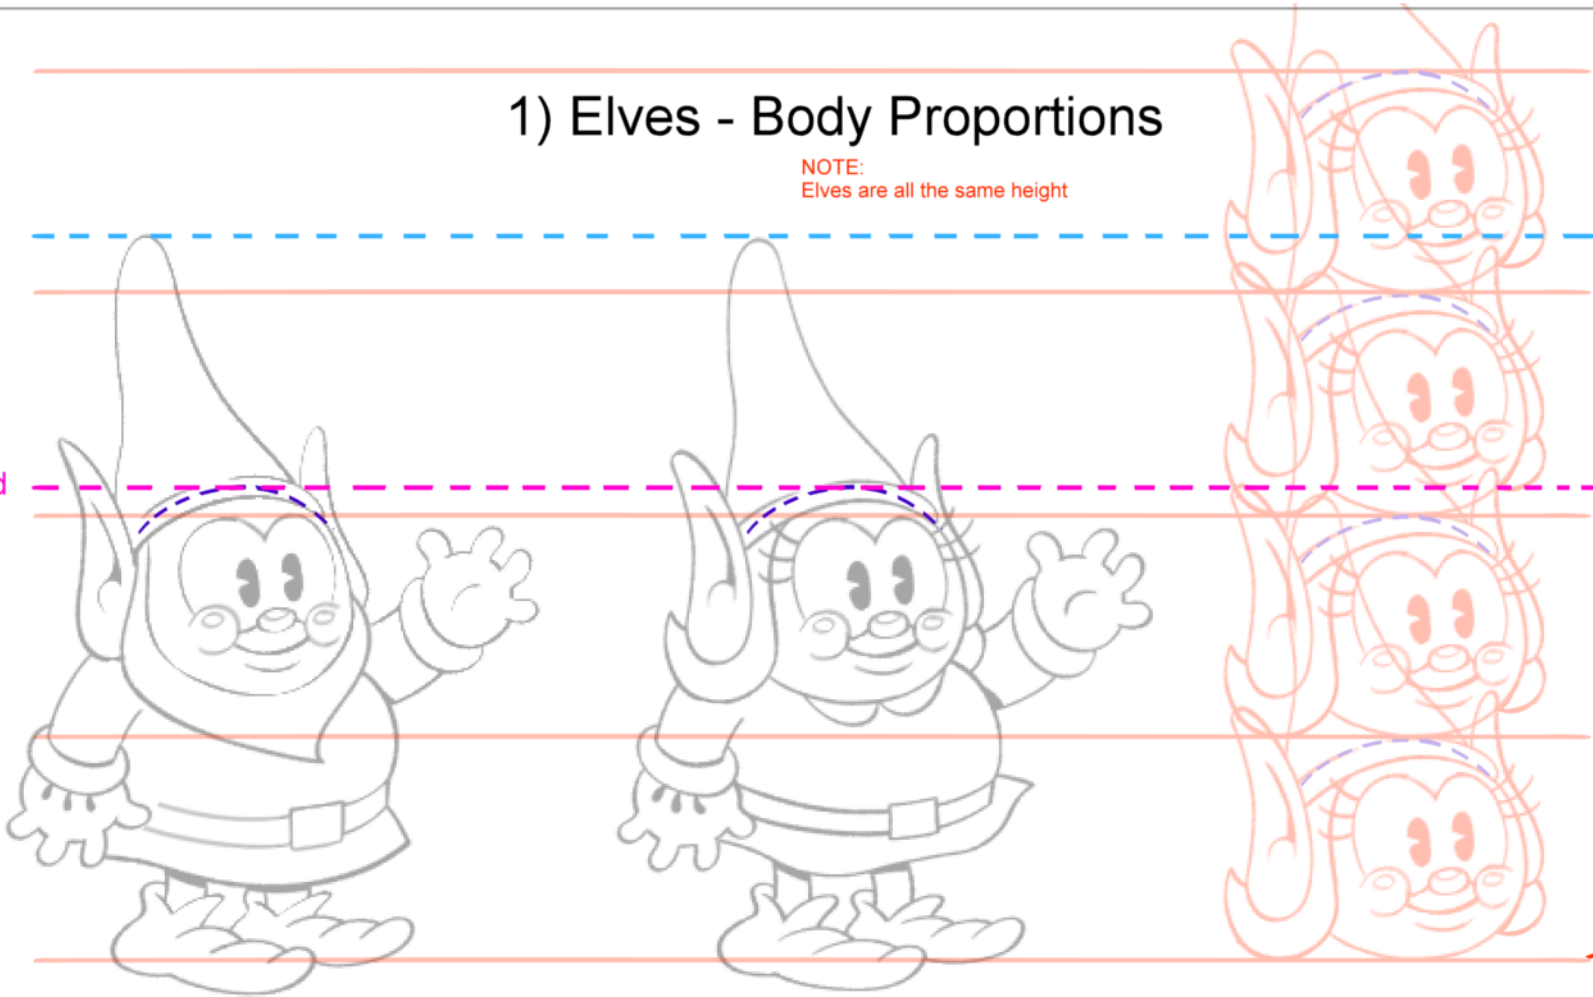 1) Elves - Body Proportions
NOTE:
Elves are all the same height